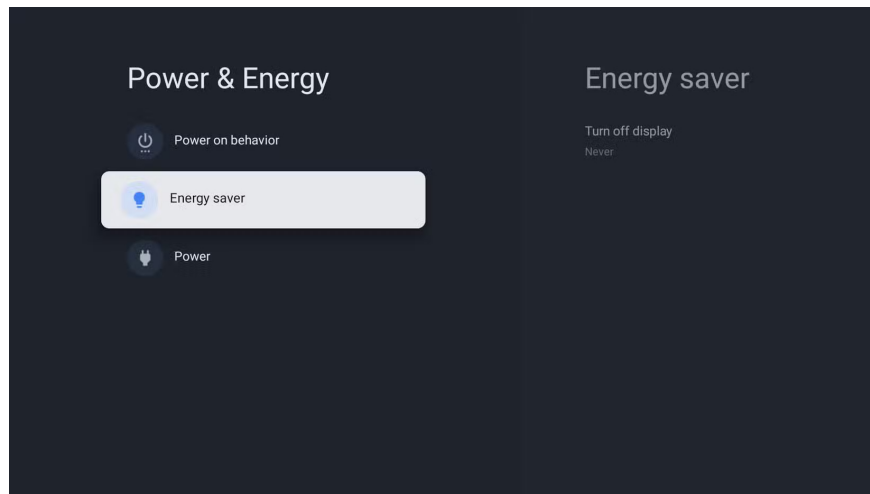 Power & Energy
Power on behavior
Energy saver
Power
Energy saver
Turn off display
Never